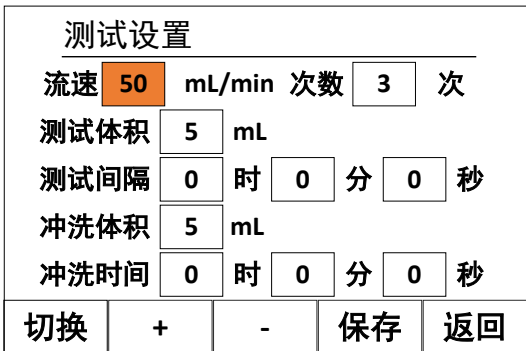 测试设置
流速 50 mL/min 次数 3 次
测试体积 5 mL
测试间隔 0 时 0 分 0 秒
冲洗体积 5 mL
冲洗时间 0 时 0 分 0 秒
切换 + - 保存 返回